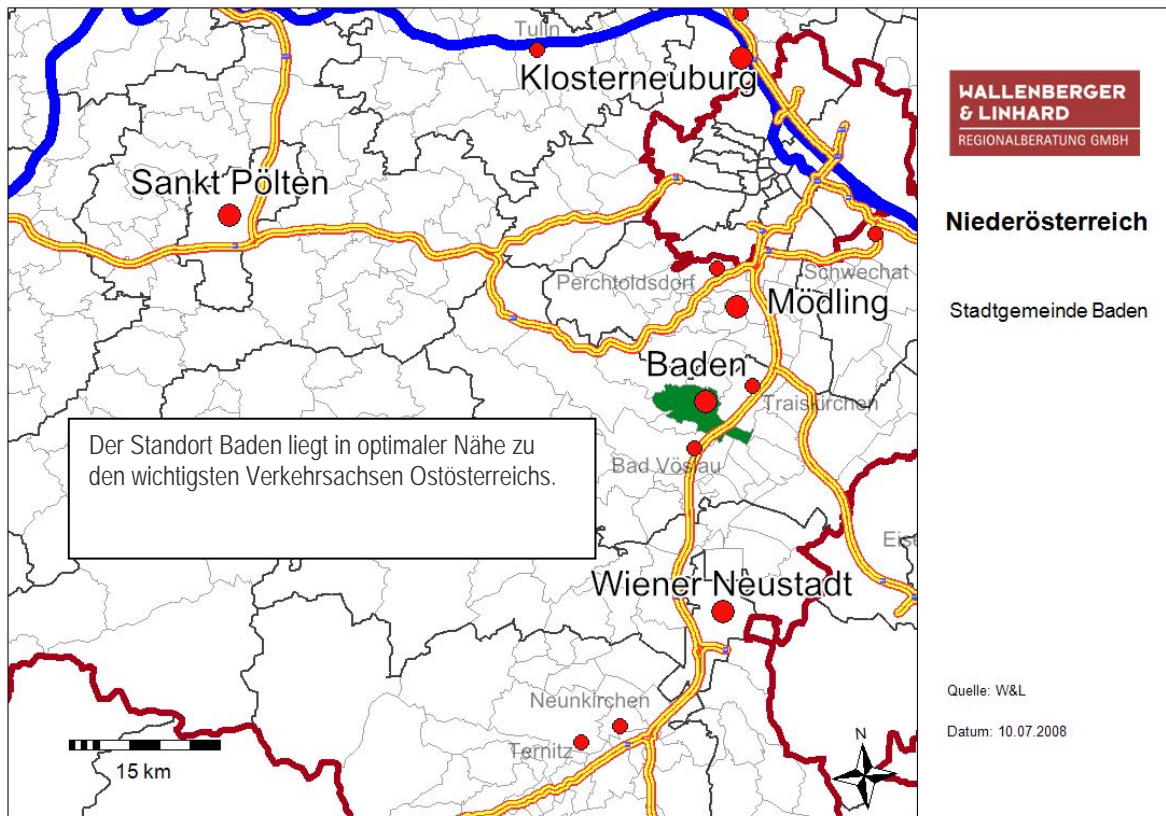 Tulln
Klosterneuburg
Sankt Pölten
Perchtoldsdorf
Schwechat
Mödling
Baden
Traiskirchen
Der Standort Baden liegt in optimaler Nähe zu
den wichtigsten Verkehrsachsen Ostösterreichs.
Bad Vöslau
Eise
Wiener Neustadt
Neunkirchen
Ternitz
15 km
N
WALLENBERGER
& LINHARD
REGIONALBERATUNG GMBH
Niederösterreich
Stadtgemeinde Baden
Quelle: W&L
Datum: 10.07.2008